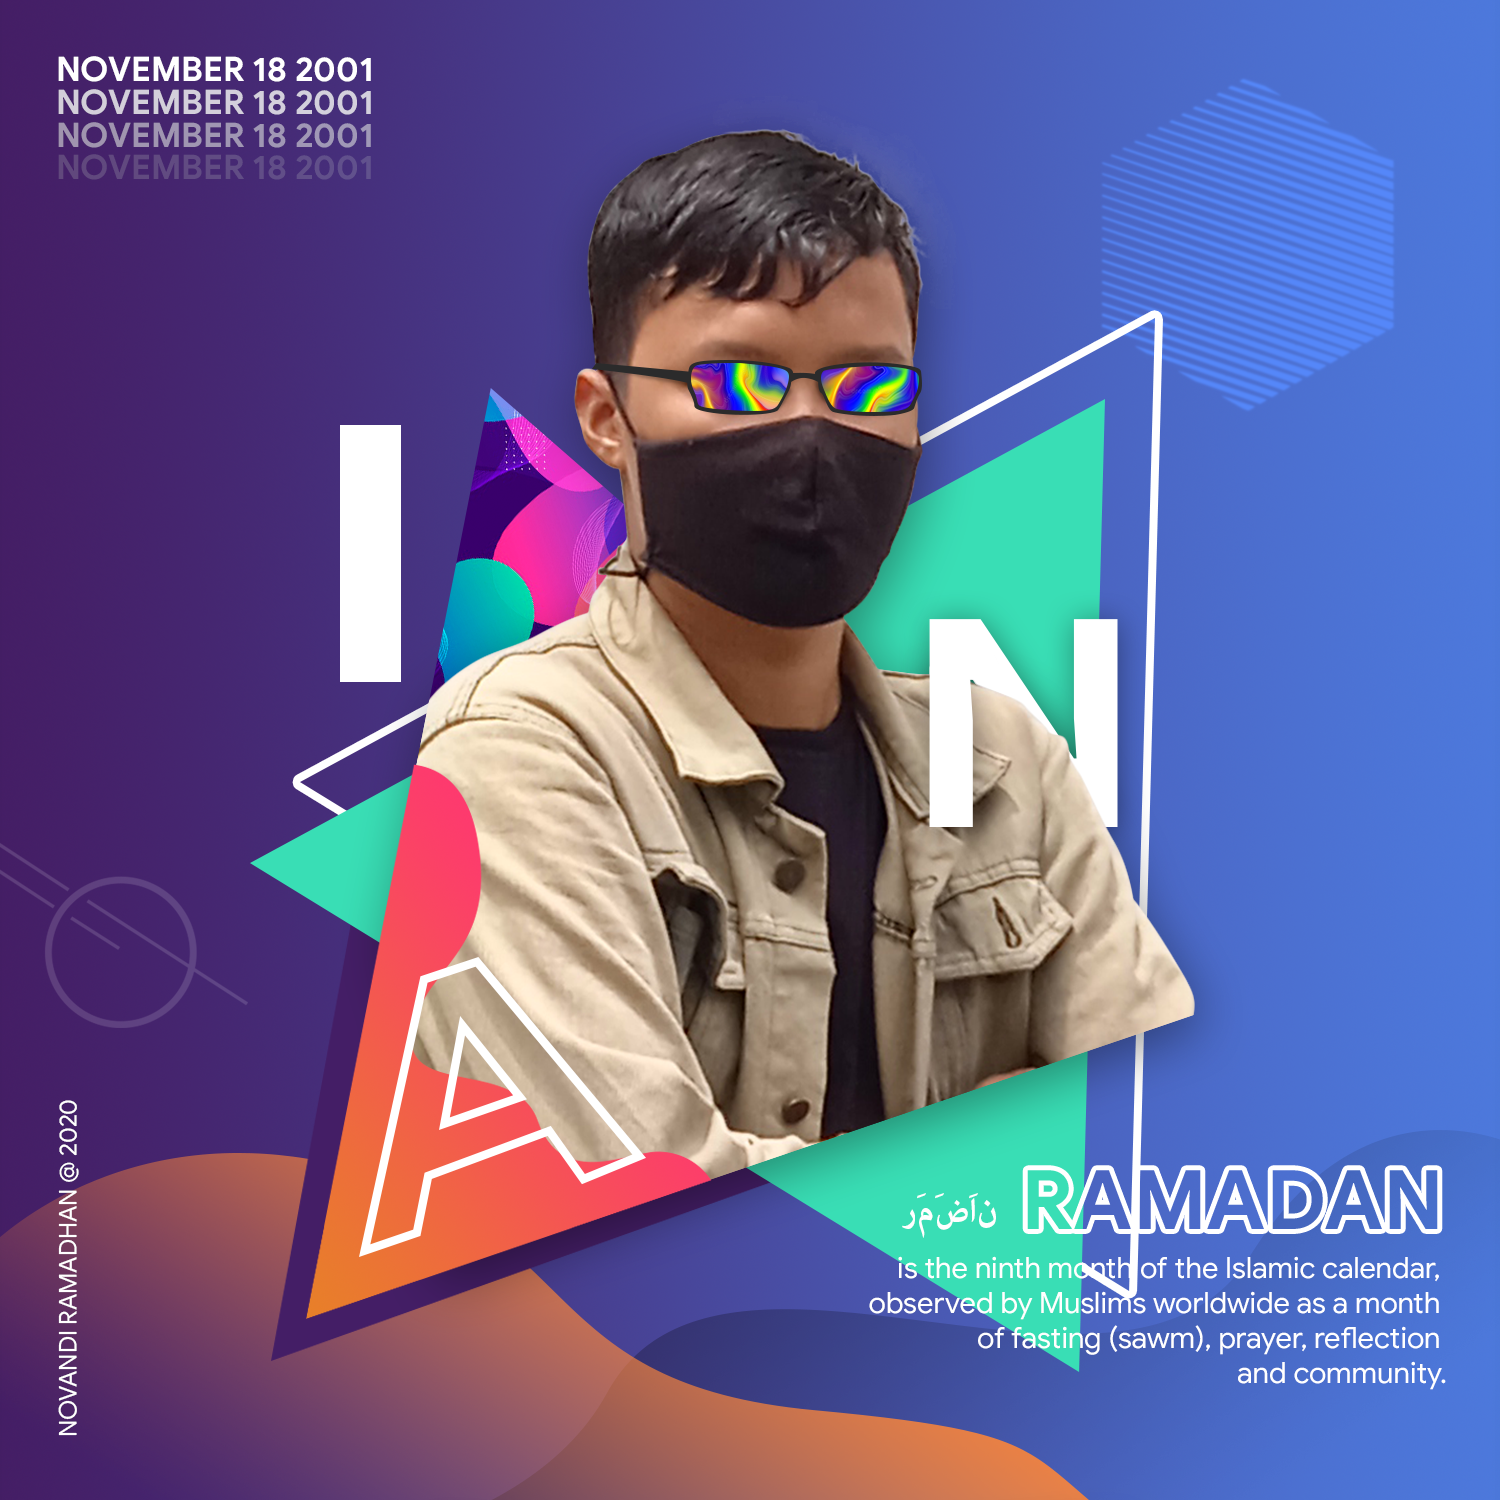 NOVEMBER 18 2001
NOVEMBER 18 2001
NOVEMBER 18 2001
NOVEMBER 18 2001
I
N
A
NOVANDI RAMADHAN @ 2020
ناَضَمَرَ RAMADAN
is the ninth month of the Islamic calendar,
observed by Muslims worldwide as a month
of fasting (sawm), prayer, reflection
and community.